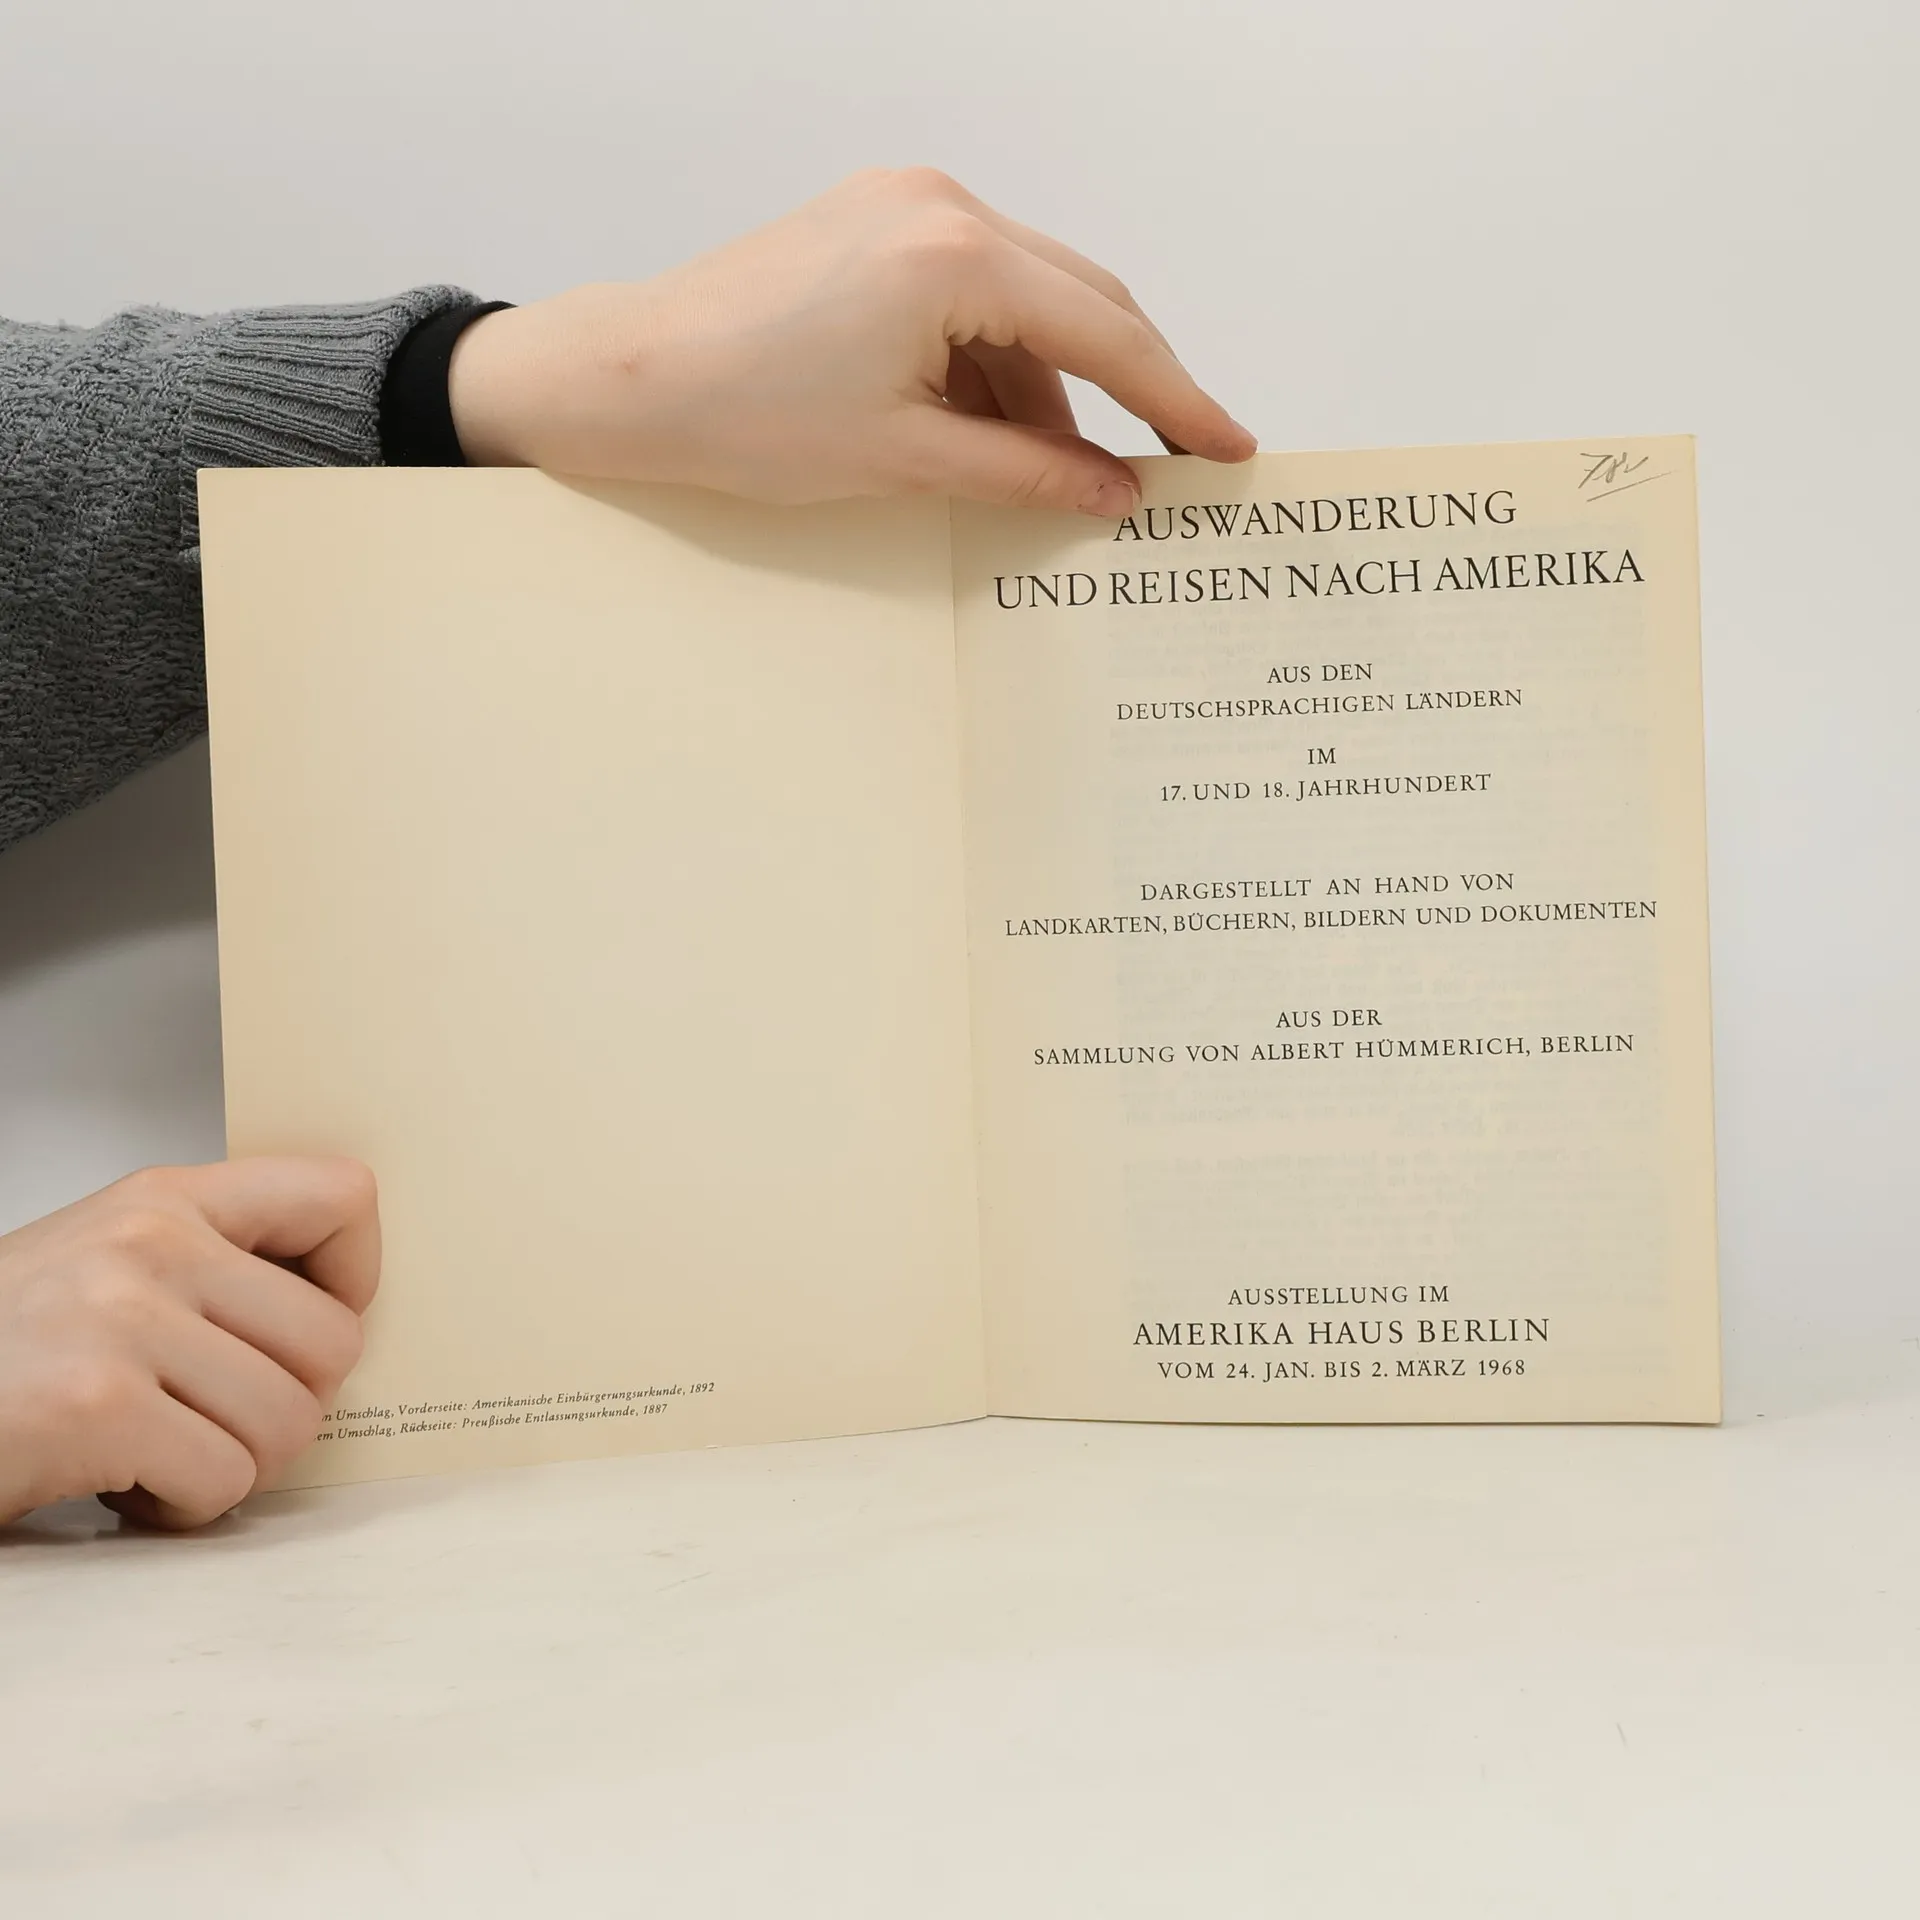 m Umschlag, Vorderseite: Amerikanische Einbürgerungsurkunde, 1892
em Umschlag, Rückseite: Preußische Entlassungsurkunde, 1887
AUSWANDERUNG
UND REISEN NACH AMERIKA
AUS DEN
DEUTSCHSPRACHIGEN LÄNDERN
IM
17. UND 18. JAHRHUNDERT
DARGESTELLT AN HAND VON
LANDKARTEN, BÜCHERN, BILDERN UND DOKUMENTEN
AUS DER
SAMMLUNG VON ALBERT HÜMMERICH, BERLIN
AUSSTELLUNG IM
AMERIKA HAUS BERLIN
VOM 24. JAN. BIS 2. MÄRZ 1968